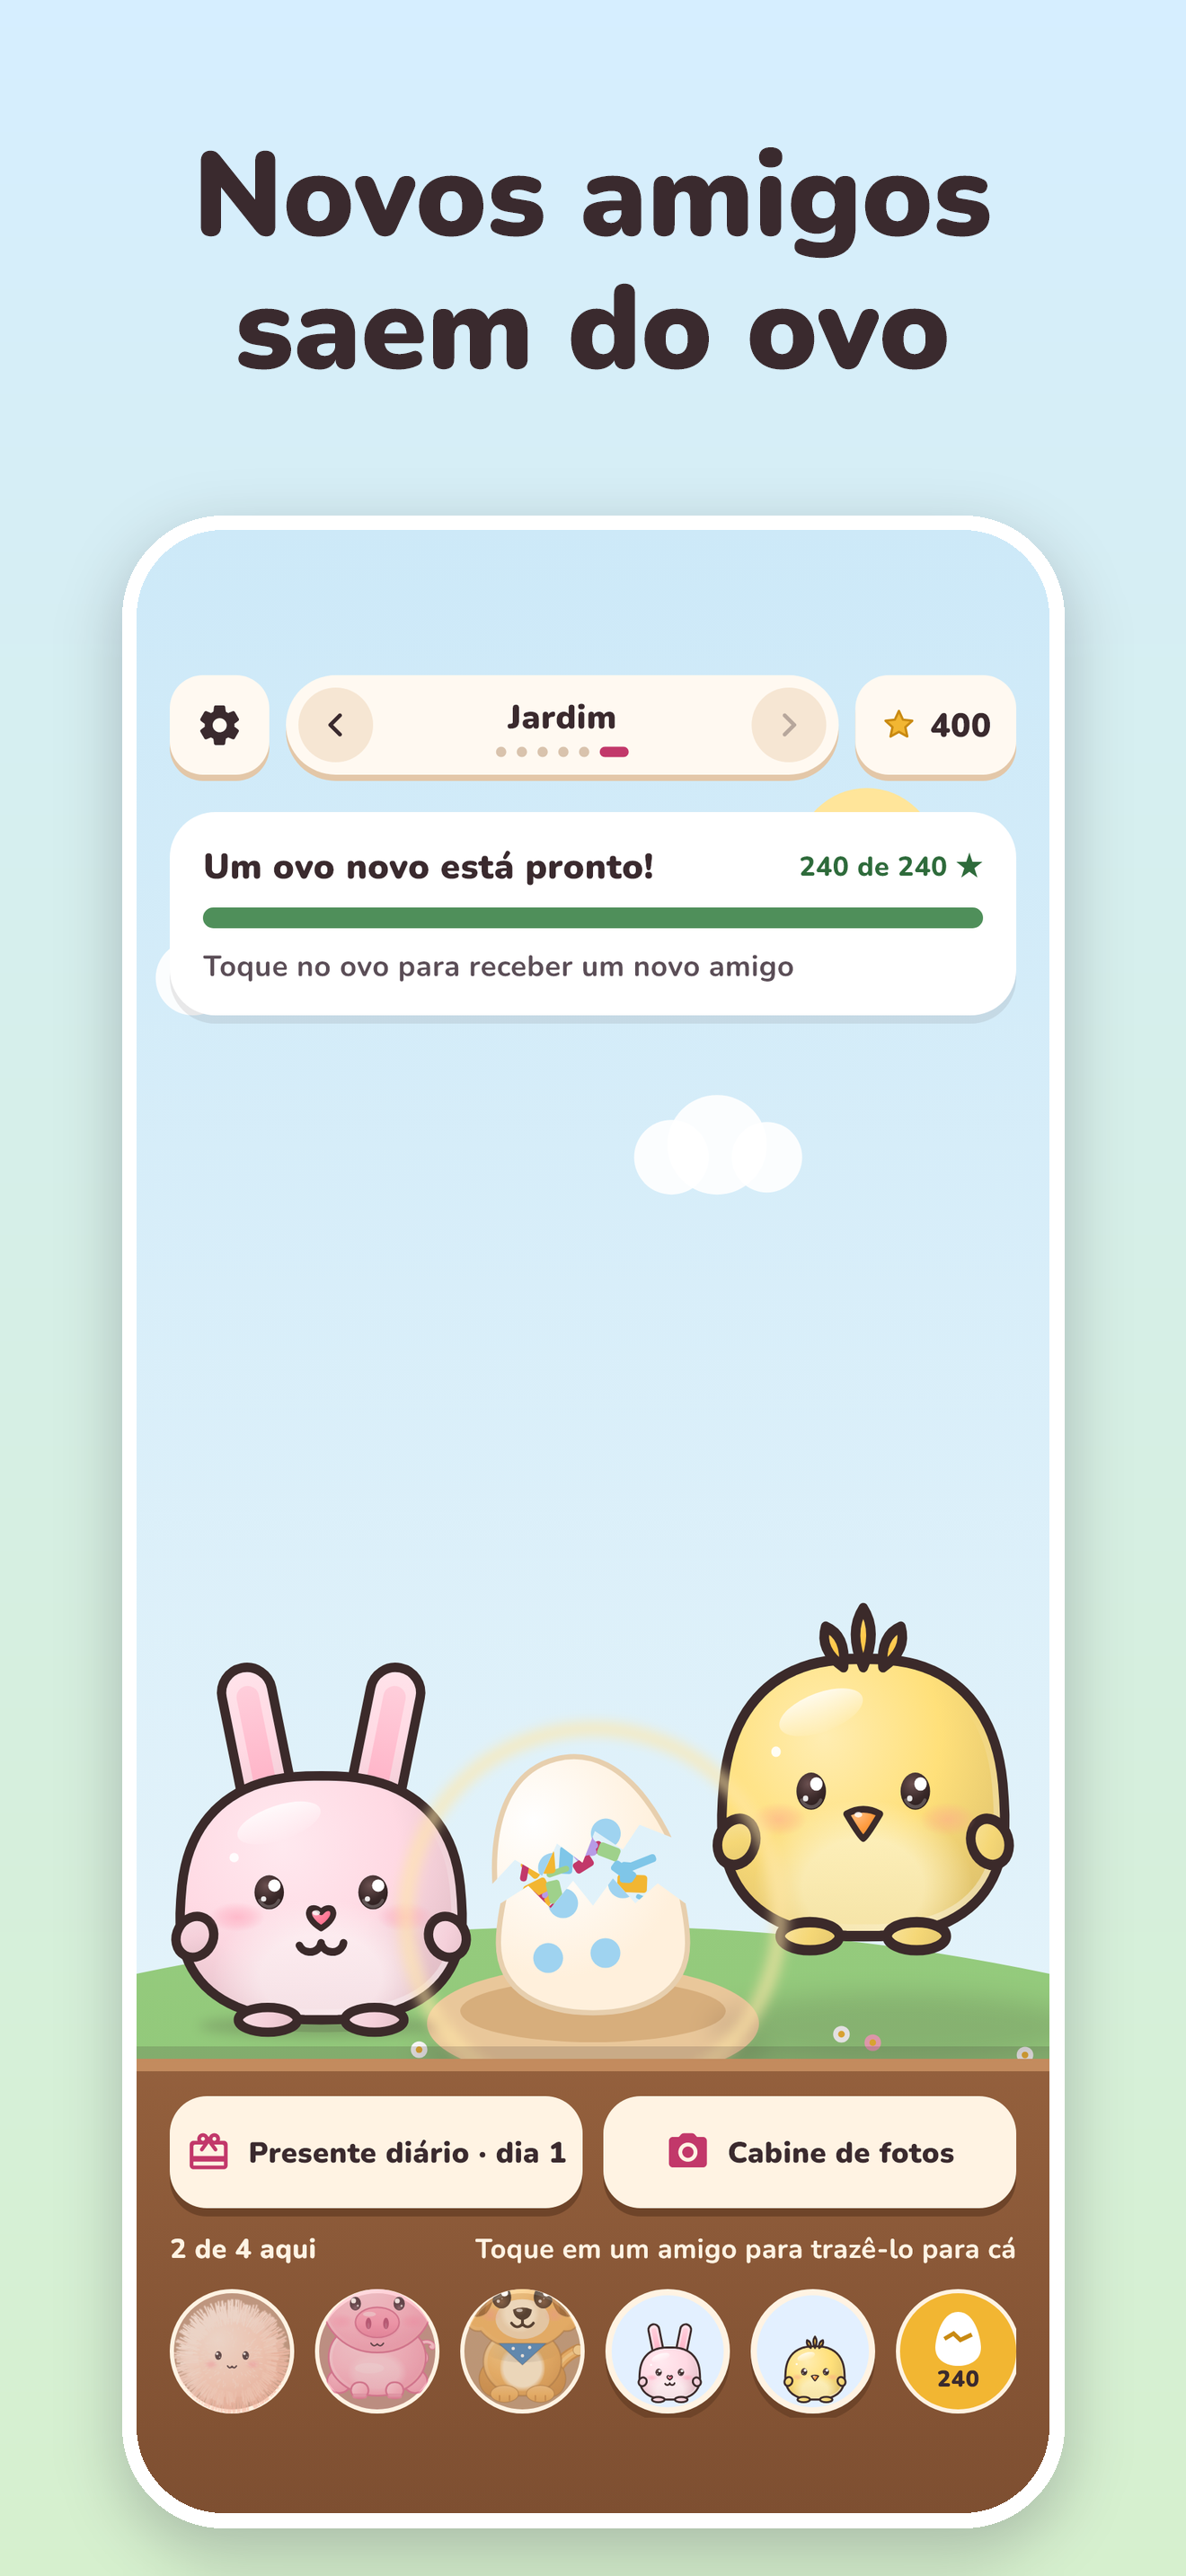 Novos amigos
saem do ovo
Jardim
400
Um ovo novo está pronto!
240 de 240 ★
Toque no ovo para receber um novo amigo
Presente diário · dia 1
Cabine de fotos
2 de 4 aqui
Toque em um amigo para trazê-lo para cá
240